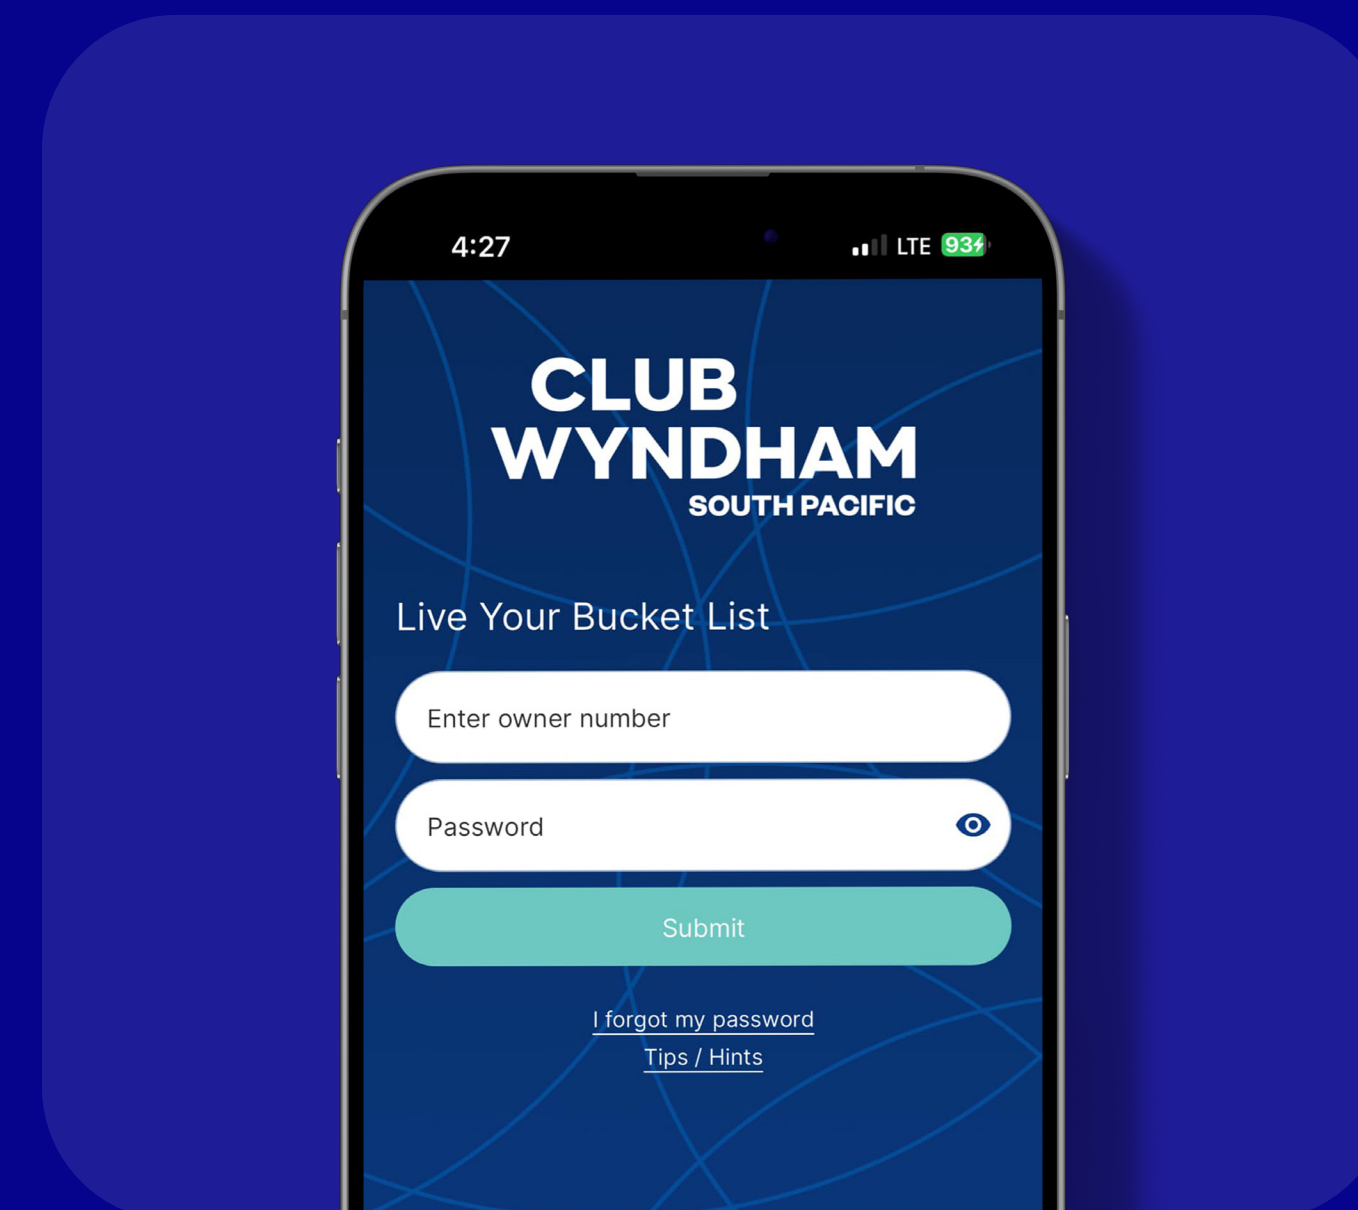 4:27
LTE 93
CLUB
WYNDHAM
SOUTH PACIFIC
Live Your Bucket List
Enter owner number
Password
Submit
I forgot my password
Tips / Hints